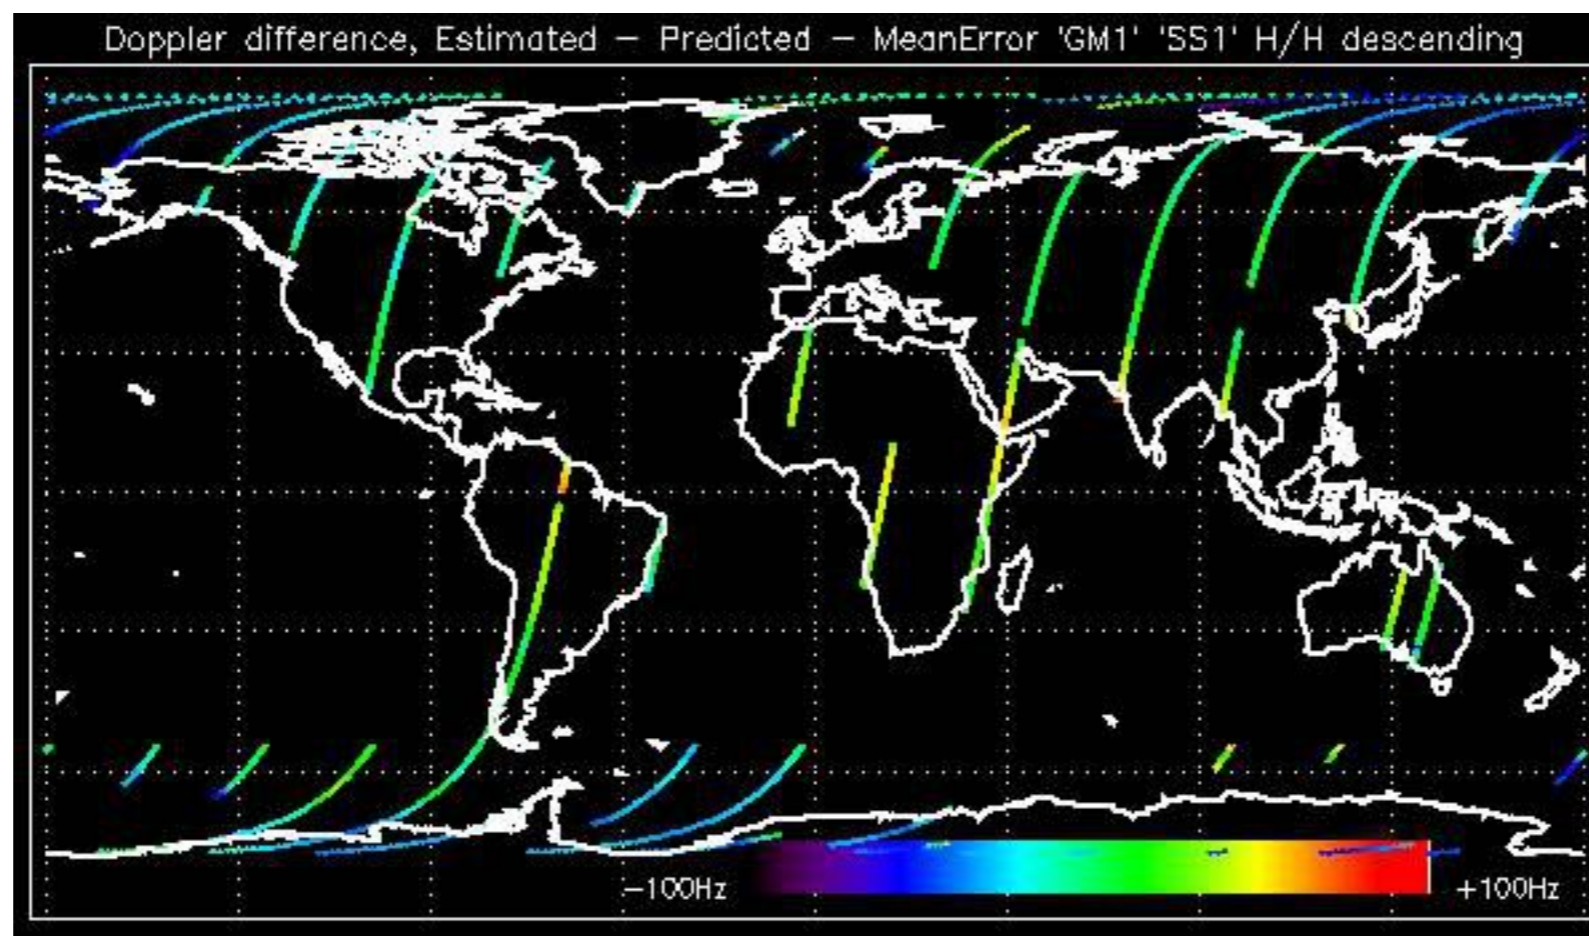 Doppler difference, Estimated – Predicted – MeanError 'GM1' 'SS1' H/H descending
–100Hz
+100Hz